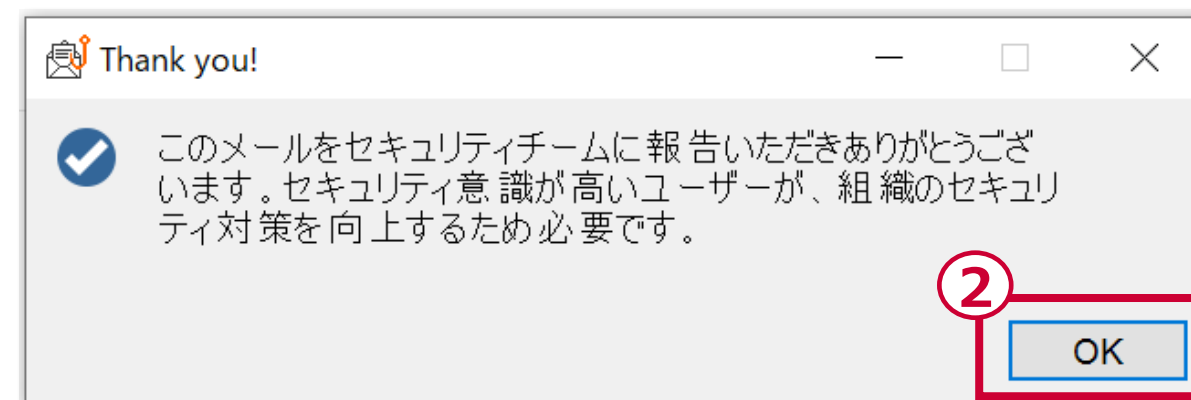 Thank you!
このメールをセキュリティチームに報告いただきありがとうござ
います。セキュリティ意識が高いユーザーが、組織のセキュリ
ティ対策を向上するため必要です。
②
OK